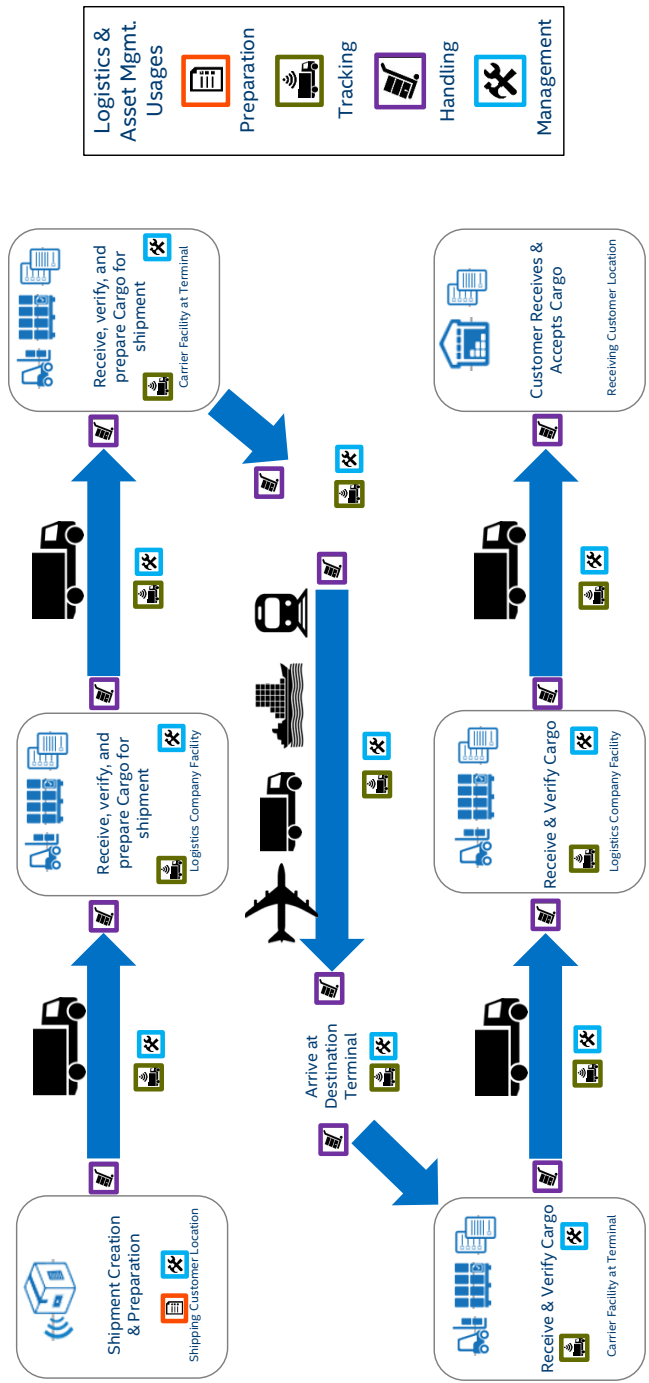 Shipment Creation
& Preparation
Shipping Customer Location
Receive, verify, and
prepare Cargo for
shipment
Logistics Company Facility
Receive, verify, and
prepare Cargo for
shipment
Carrier Facility at Terminal
Arrive at
Destination
Terminal
Receive & Verify Cargo
Carrier Facility at Terminal
Receive & Verify Cargo
Logistics Company Facility
Customer Receives &
Accepts Cargo
Receiving Customer Location
Logistics &
Asset Mgmt.
Usages
Preparation
Tracking
Handling
Management